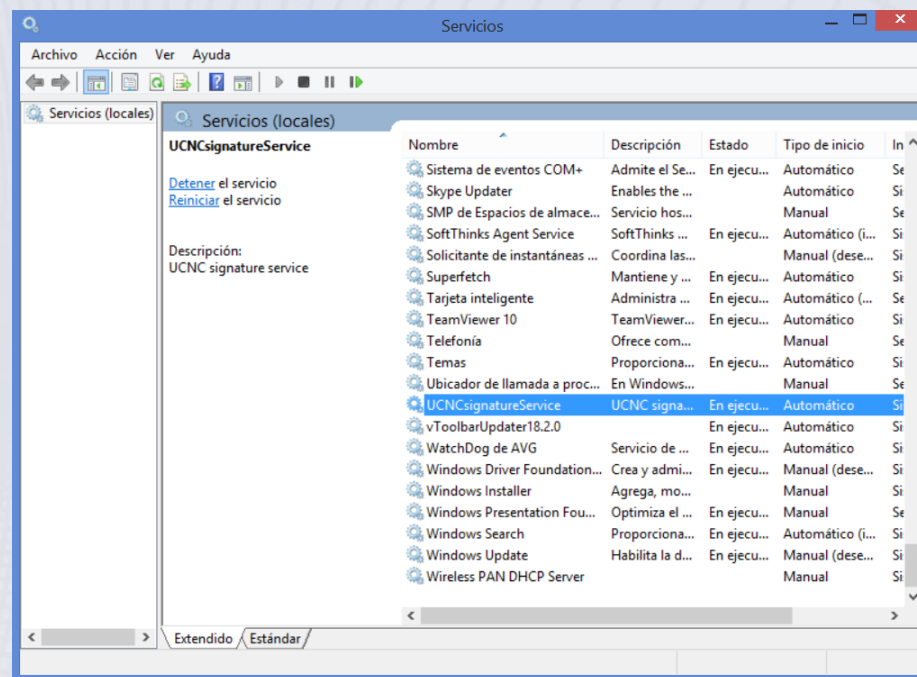 Servicios
Archivo Acción Ver Ayuda
Servicios (locales)
Servicios (locales)
UCNCsignatureService
Detener el servicio
Reiniciar el servicio
Descripción:
UCNC signature service
Nombre Descripción Estado Tipo de inicio In
Sistema de eventos COM+ Admite el Se... En ejecu... Automático Se
Skype Updater Enables the ... Automático Si
SMP de Espacios de almace... Servicio hos... Manual Se
SoftThinks Agent Service SoftThinks ... En ejecu... Automático (i... Si
Solicitante de instantáneas ... Coordina las... Manual (dese... Si
Superfetch Mantiene y ... En ejecu... Automático Si
Tarjeta inteligente Administra ... En ejecu... Automático (... Se
TeamViewer 10 TeamViewer... En ejecu... Automático Si
Telefonía Ofrece com... Manual Se
Temas Proporciona... En ejecu... Automático Si
Ubicador de llamada a proc... En Windows... Manual Se
UCNCsignatureService UCNC signa... En ejecu... Automático Si
vToolbarUpdater18.2.0 En ejecu... Automático Si
WatchDog de AVG Servicio de ... En ejecu... Automático Si
Windows Driver Foundation... Crea y admi... En ejecu... Manual (dese... Si
Windows Installer Agrega, mo... Manual Si
Windows Presentation Fou... Optimiza el ... En ejecu... Manual Se
Windows Search Proporciona... En ejecu... Automático (i... Si
Windows Update Habilita la d... En ejecu... Manual (dese... Si
Wireless PAN DHCP Server Manual Si
Extendido Estándar